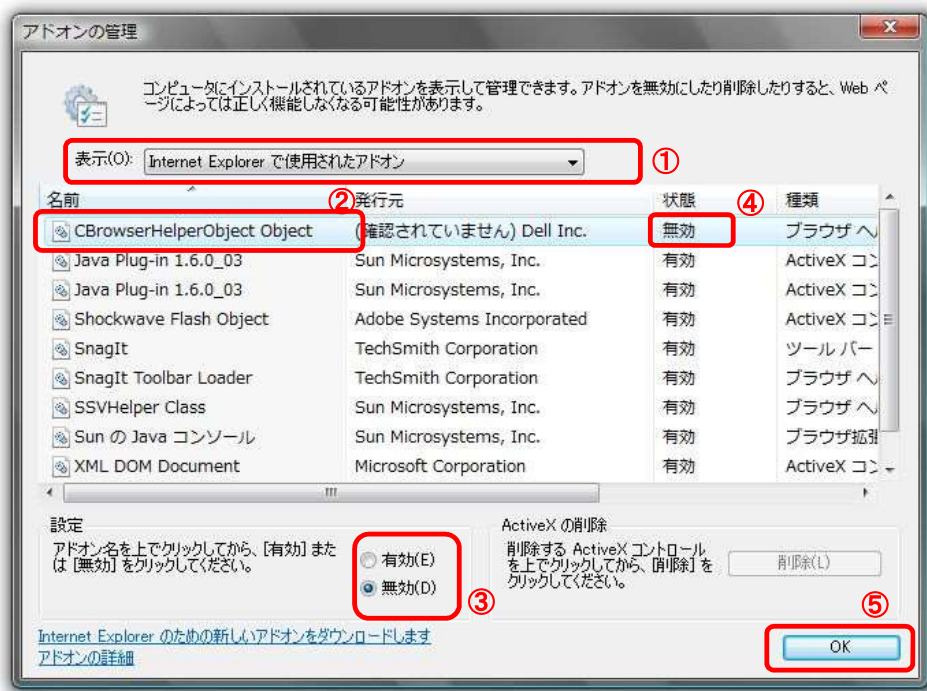 アドオンの管理
コンピュータにインストールされているアドオンを表示して管理できます。アドオンを無効にしたり削除したりすると、Web ペ
ージによっては正しく機能しなくなる可能性があります。
表示(O): Internet Explorer で使用されたアドオン ①
名前 ② 発行元 状態 ④ 種類
CBrowserHelperObject Object (確認されていません) Dell Inc. 無効 ブラウザ ヘル
Java Plug-in 1.6.0_03 Sun Microsystems, Inc. 有効 ActiveX コン
Java Plug-in 1.6.0_03 Sun Microsystems, Inc. 有効 ActiveX コン
Shockwave Flash Object Adobe Systems Incorporated 有効 ActiveX コン
SnagIt TechSmith Corporation 有効 ツール バー
SnagIt Toolbar Loader TechSmith Corporation 有効 ブラウザ ヘル
SSVHelper Class Sun Microsystems, Inc. 有効 ブラウザ ヘル
Sun の Java コンソール Sun Microsystems, Inc. 有効 ブラウザ拡張
XML DOM Document Microsoft Corporation 有効 ActiveX コン
設定
アドオン名を上でクリックしてから、[有効] また
は [無効] をクリックしてください。
有効(E)
無効(D)
③
ActiveX の削除
削除する ActiveX コントロール
を上でクリックしてから、[削除] を
クリックしてください。
削除(L)
⑤
Internet Explorer のための新しいアドオンをダウンロードします
アドオンの詳細
OK